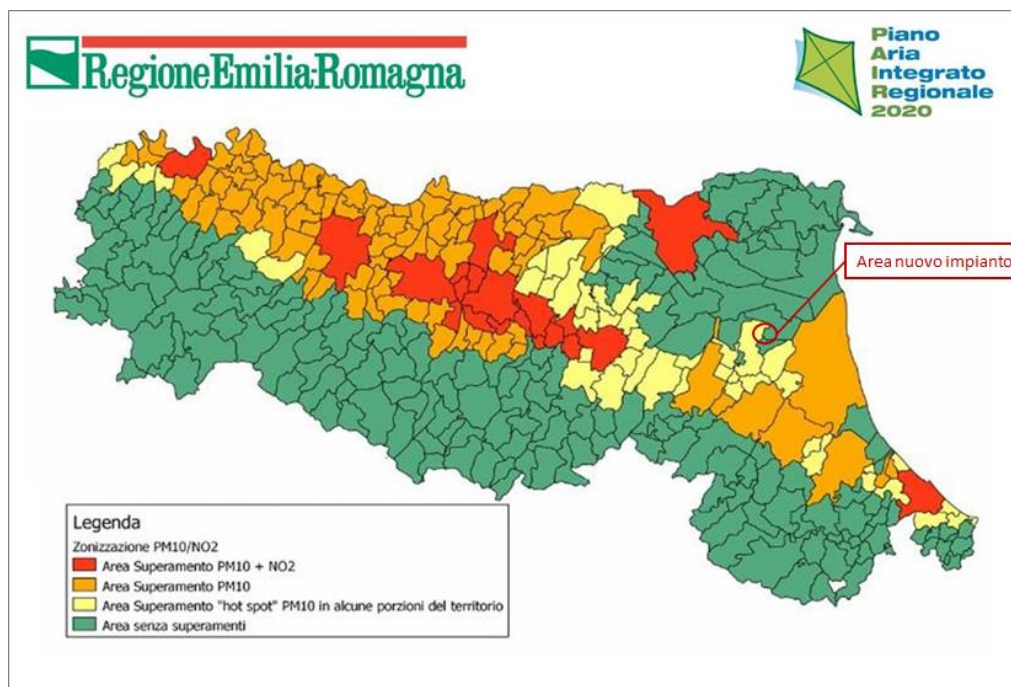 RegioneEmilia-Romagna
Piano
Aria
Integrato
Regionale
2020
Area nuovo impianto
Legenda
Zonizzazione PM10/NO2
Area Superamento PM10 + NO2
Area Superamento PM10
Area Superamento "hot spot" PM10 in alcune porzioni del territorio
Area senza superamenti